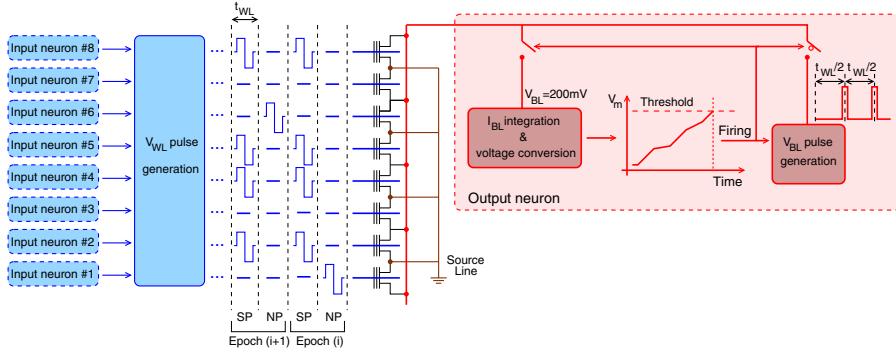 t_WL
Input neuron #8
Input neuron #7
Input neuron #6
Input neuron #5
Input neuron #4
Input neuron #3
Input neuron #2
Input neuron #1
V_WL pulse
generation
SP NP SP NP
Epoch (i+1) Epoch (i)
Source
Line
V_BL=200mV
I_BL integration
&
voltage conversion
V_m
Threshold
Time
Firing
V_BL pulse
generation
t_WL/2 t_WL/2
Output neuron